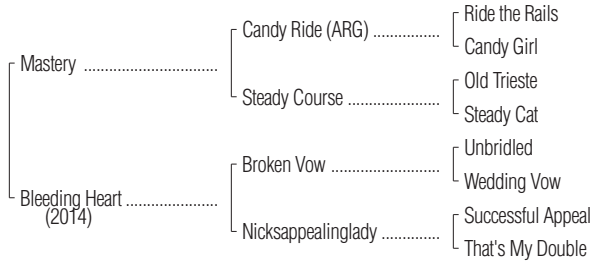 Ride the Rails
Candy Ride (ARG) ................
Candy Girl
Mastery ................................
Old Trieste
Steady Course ......................
Steady Cat
Unbridled
Broken Vow ..........................
Wedding Vow
Bleeding Heart ......................
(2014)
Successful Appeal
Nicksappealinglady ...............
That's My Double